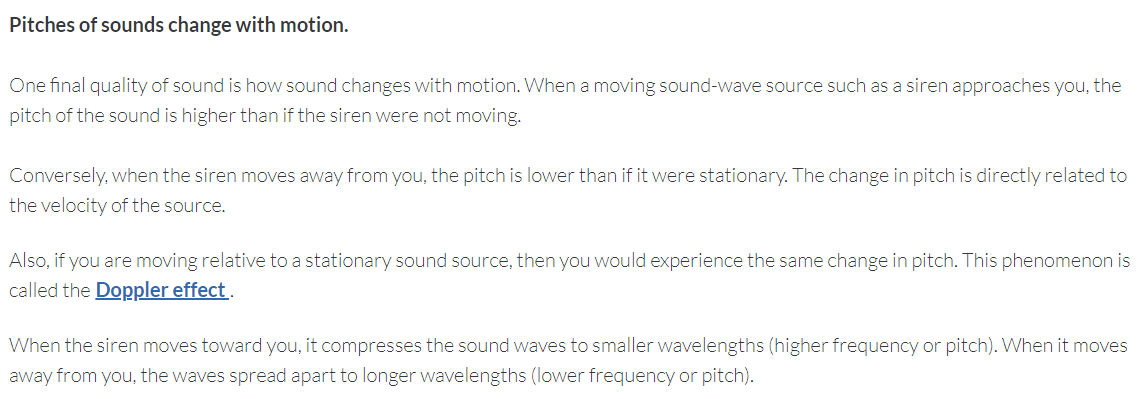 Pitches of sounds change with motion.
One final quality of sound is how sound changes with motion. When a moving sound-wave source such as a siren approaches you, the
pitch of the sound is higher than if the siren were not moving.
Conversely, when the siren moves away from you, the pitch is lower than if it were stationary. The change in pitch is directly related to
the velocity of the source.
Also, if you are moving relative to a stationary sound source, then you would experience the same change in pitch. This phenomenon is
called the Doppler effect .
When the siren moves toward you, it compresses the sound waves to smaller wavelengths (higher frequency or pitch). When it moves
away from you, the waves spread apart to longer wavelengths (lower frequency or pitch).